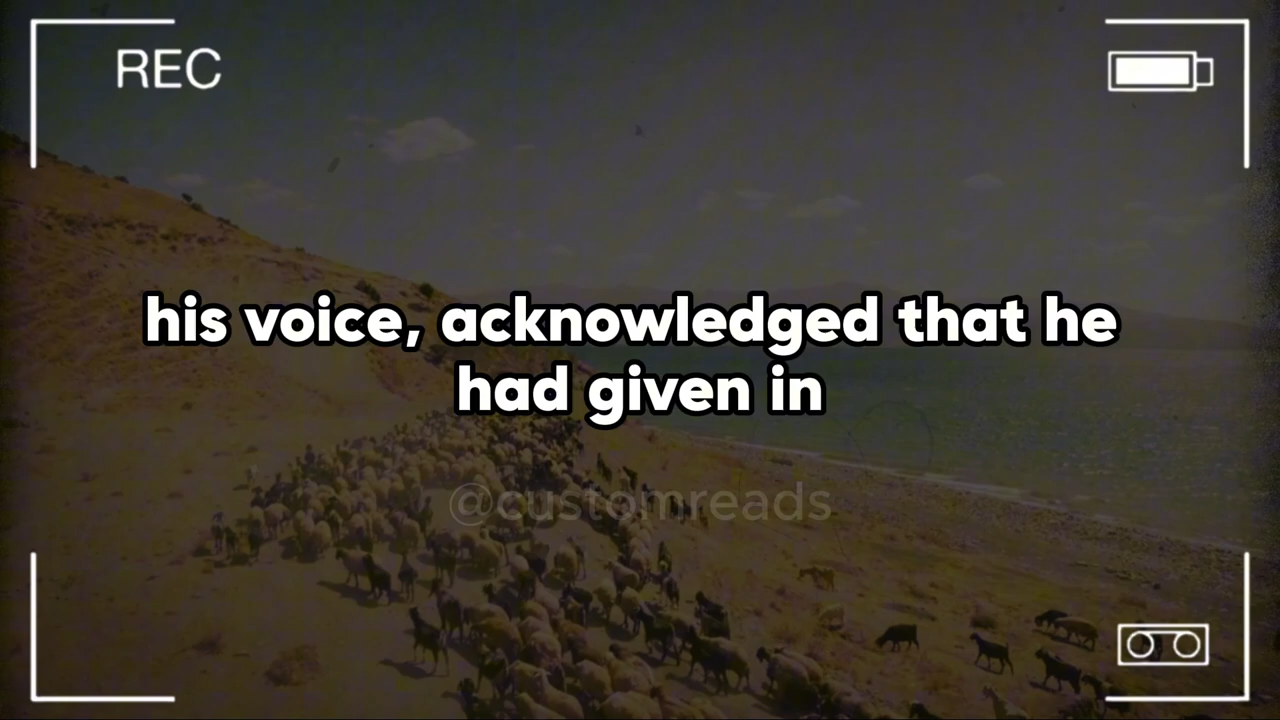 REC
his voice, acknowledged that he
had given in
@customreads